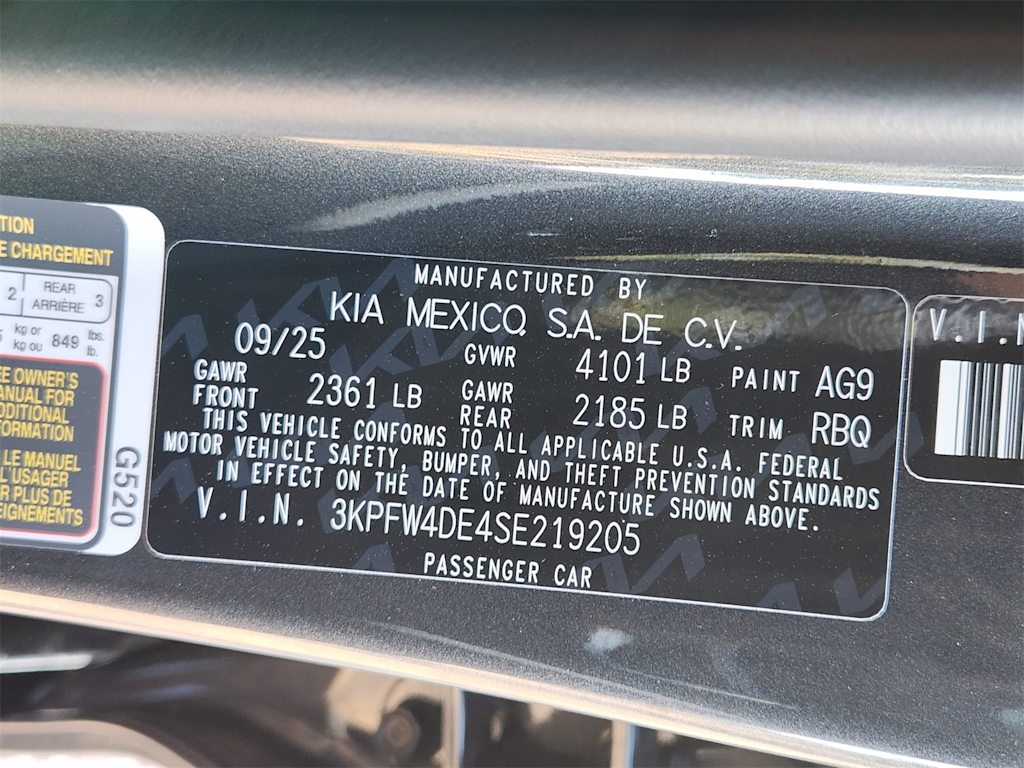 TION
E CHARGEMENT
2 REAR ARRIÈRE 3
kg or kg ou 849 lbs. lb.
EE OWNER'S
ANUAL FOR
DDITIONAL
FORMATION
LE MANUEL
L USAGER
R PLUS DE
EIGNEMENTS
G520
MANUFACTURED BY
KIA MEXICO, S.A. DE C.V.
09/25 GVWR 4101 LB PAINT AG9
GAWR FRONT 2361 LB GAWR REAR 2185 LB TRIM RBQ
THIS VEHICLE CONFORMS TO ALL APPLICABLE U.S.A. FEDERAL
MOTOR VEHICLE SAFETY, BUMPER, AND THEFT PREVENTION STANDARDS
IN EFFECT ON THE DATE OF MANUFACTURE SHOWN ABOVE.
V.I.N. 3KPFW4DE4SE219205
PASSENGER CAR
V.I.N